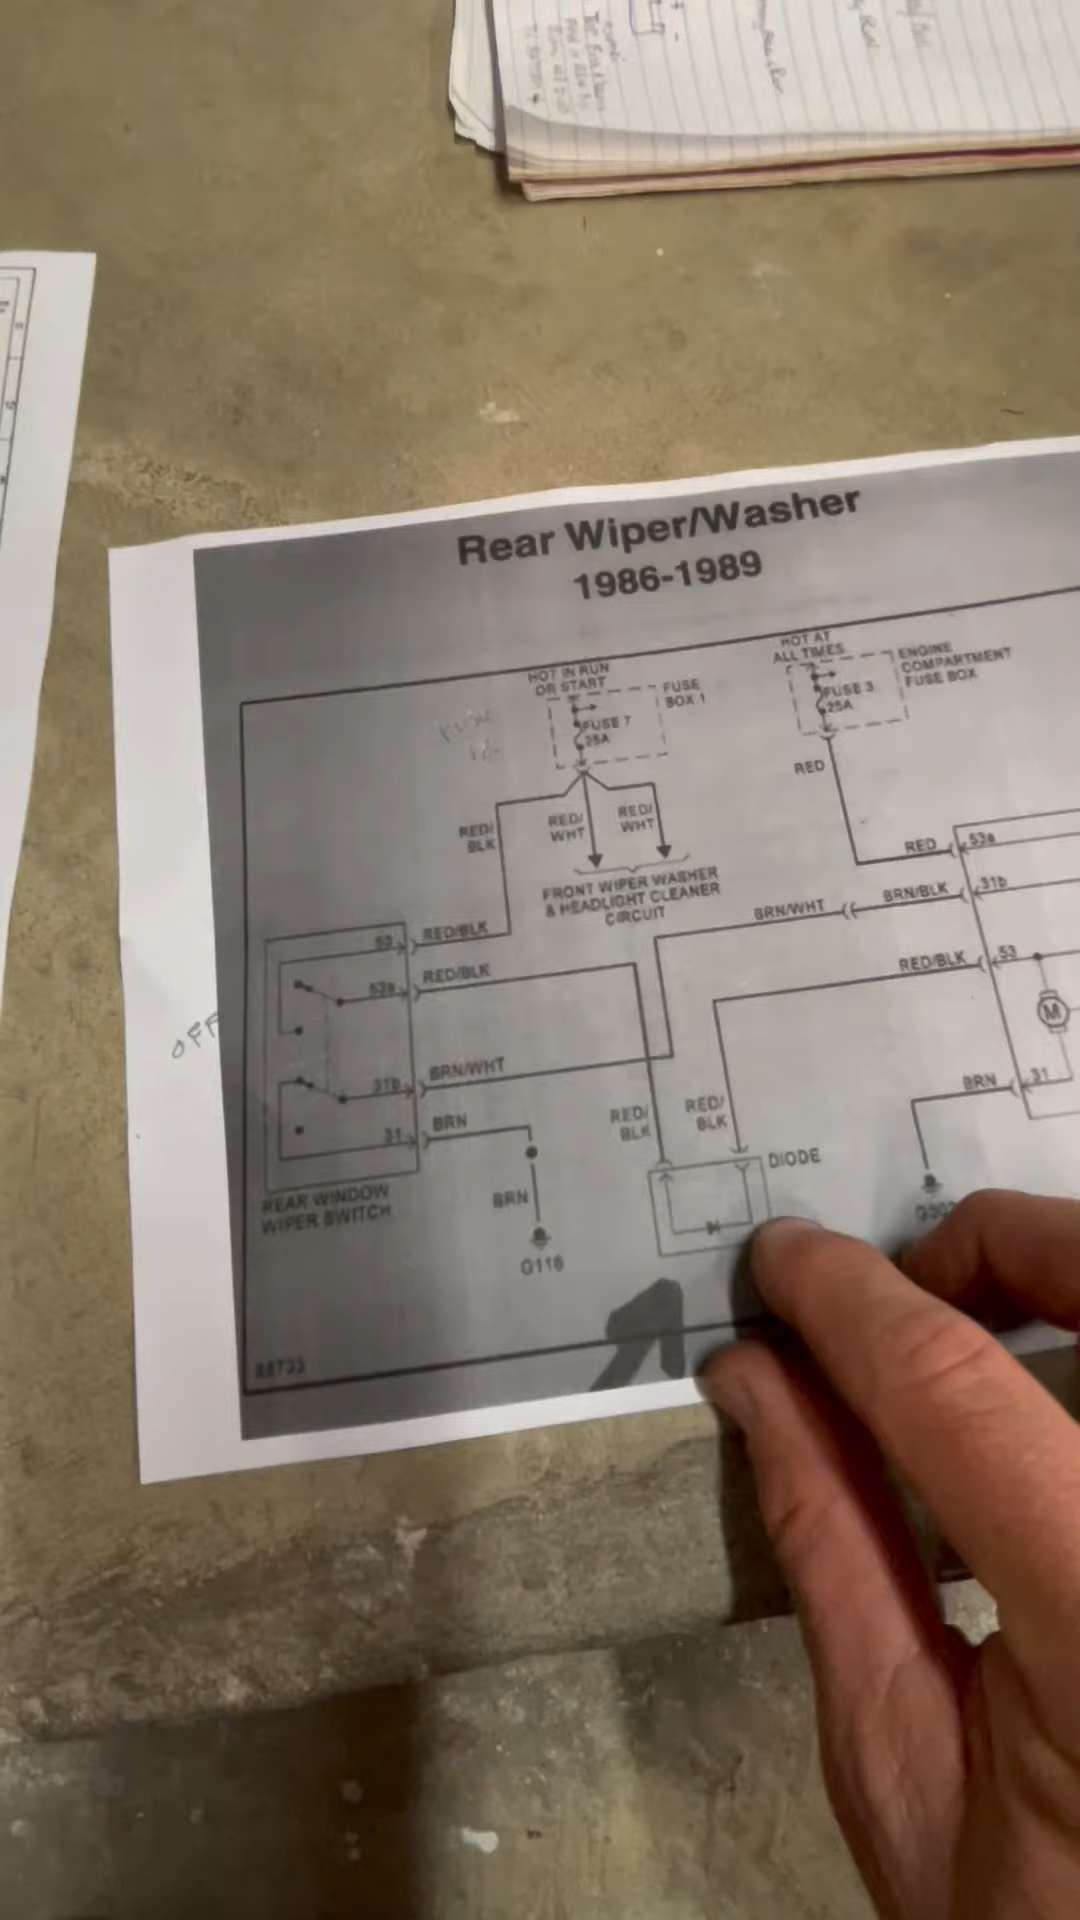 Rear Wiper/Washer
1986-1989
HOT IN RUN
OR START
FUSE 7
25A
FUSE
BOX 1
HOT AT
ALL TIMES
FUSE 3
25A
ENGINE
COMPARTMENT
FUSE BOX
RED
RED/
BLK
RED/
WHT
RED/
WHT
FRONT WIPER WASHER
& HEADLIGHT CLEANER
CIRCUIT
RED
53a
BRN/WHT
BRN/BLK
31b
53
RED/BLK
53a
RED/BLK
RED/BLK
53
M
OFF
31b
BRN/WHT
31
BRN
BRN
31
RED/
BLK
RED/
BLK
DIODE
REAR WINDOW
WIPER SWITCH
BRN
G116
88733